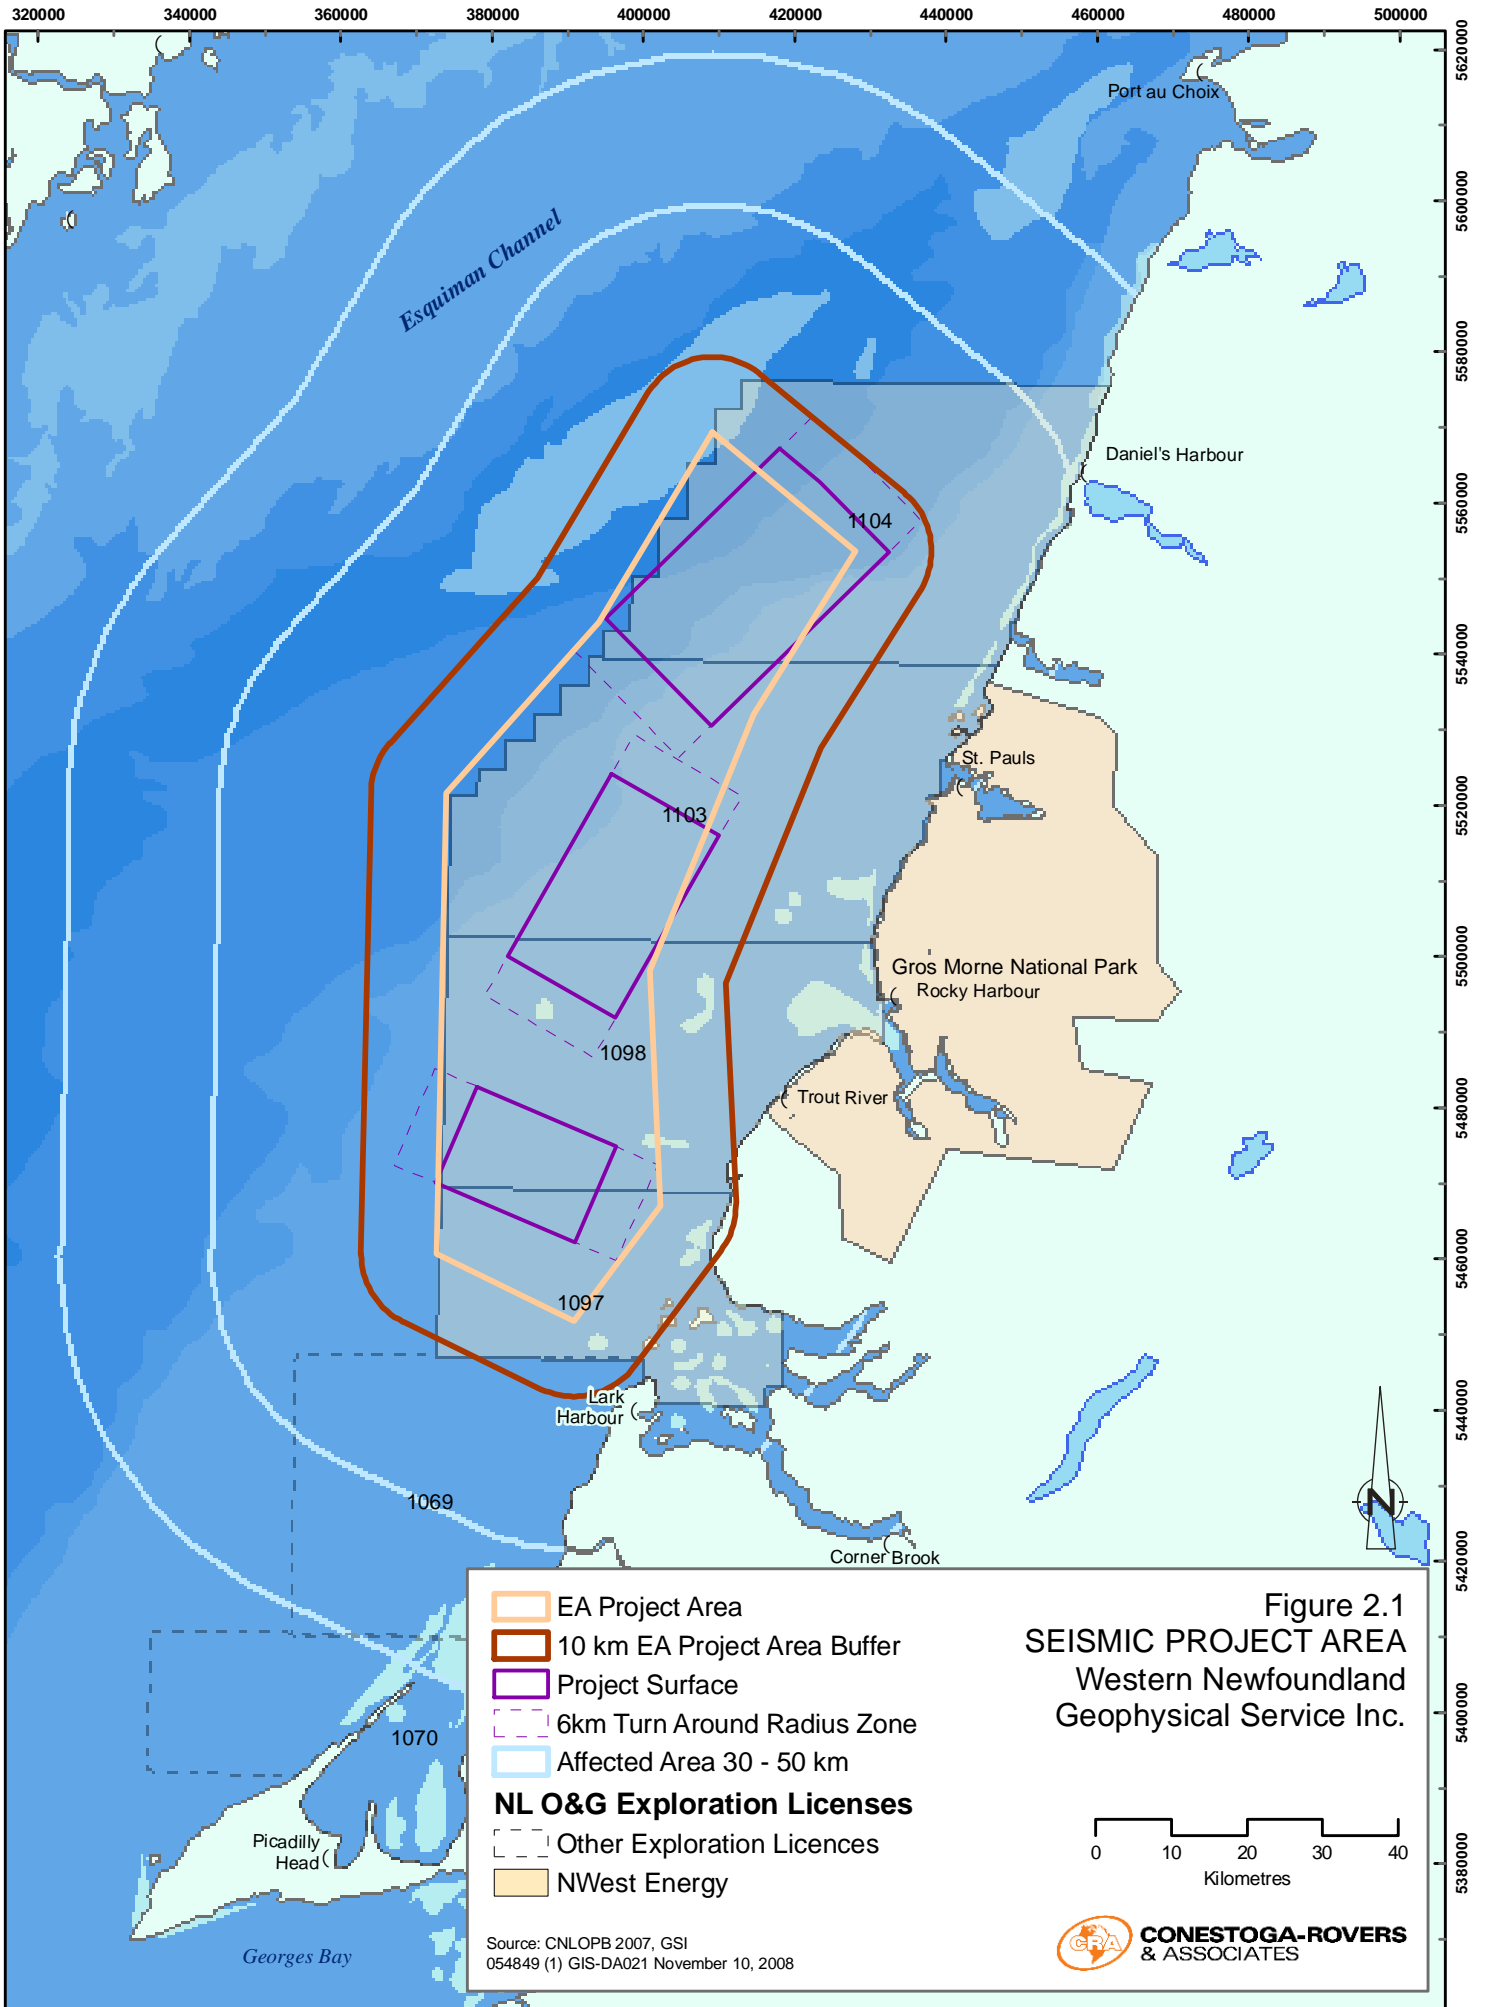 320000 340000 360000 380000 400000 420000 440000 460000 480000 500000
5620000
5600000
5580000
5560000
5540000
5520000
5500000
5480000
5460000
5440000
5420000
5400000
5380000
Port au Choix
Esquiman Channel
Daniel's Harbour
1104
St. Pauls
1103
Gros Morne National Park
Rocky Harbour
1098
Trout River
1097
Lark
Harbour
1069
Corner Brook
N
1070
Picadilly
Head
Georges Bay
EA Project Area
10 km EA Project Area Buffer
Project Surface
6km Turn Around Radius Zone
Affected Area 30 - 50 km
NL O&G Exploration Licenses
Other Exploration Licences
NWest Energy
Source: CNLOPB 2007, GSI
054849 (1) GIS-DA021 November 10, 2008
Figure 2.1
SEISMIC PROJECT AREA
Western Newfoundland
Geophysical Service Inc.
0 10 20 30 40
Kilometres
CRA
CONESTOGA-ROVERS
& ASSOCIATES